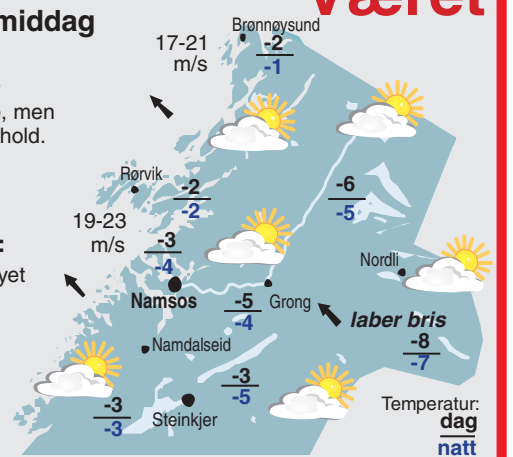 Været
middag
, men
hold.
:
yet
Brønnøysund
17-21
m/s
-2
-1
Rørvik
-2
-2
-6
-5
19-23
m/s
-3
-4
Nordli
Namsos
-5
-4
Grong
laber bris
-8
-7
Namdalseid
-3
-5
-3
-3
Steinkjer
Temperatur:
dag
natt